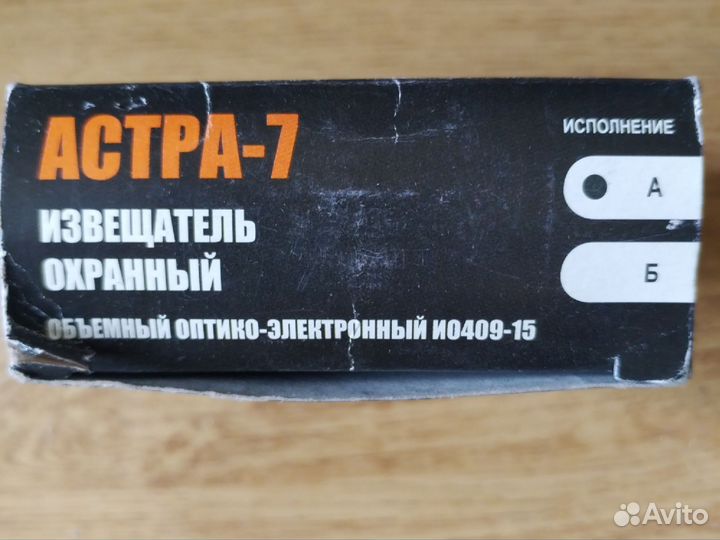 АСТРА-7
ИСПОЛНЕНИЕ
А
ИЗВЕЩАТЕЛЬ
ОХРАННЫЙ
Б
ОБЪЕМНЫЙ ОПТИКО-ЭЛЕКТРОННЫЙ ИО409-15
Avito